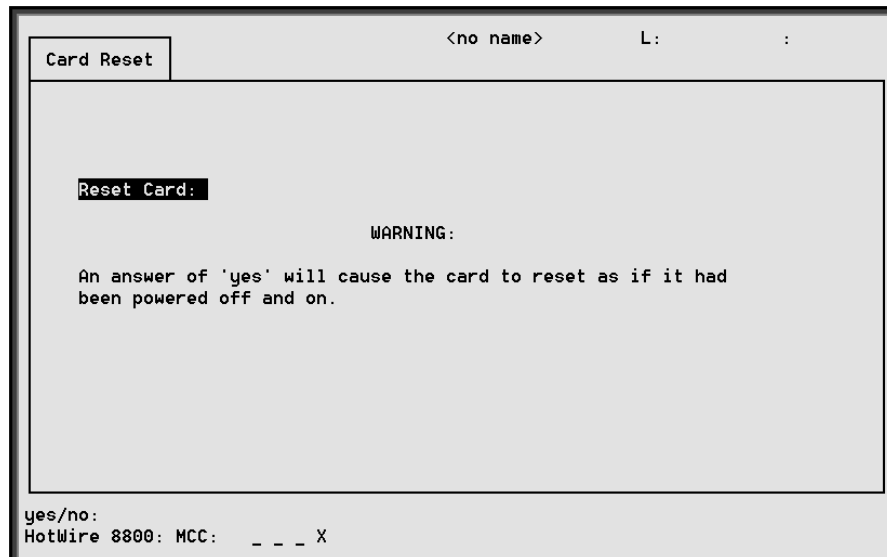 <no name> L: :
Card Reset
Reset Card:
WARNING:
An answer of 'yes' will cause the card to reset as if it had
been powered off and on.
yes/no:
HotWire 8800: MCC: _ _ _ X